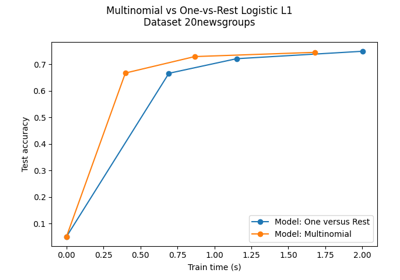 Multinomial vs One-vs-Rest Logistic L1
Dataset 20newsgroups
0.7
0.6
0.5
0.4
0.3
0.2
0.1
Test accuracy
Model: One versus Rest
Model: Multinomial
0.00 0.25 0.50 0.75 1.00 1.25 1.50 1.75 2.00
Train time (s)